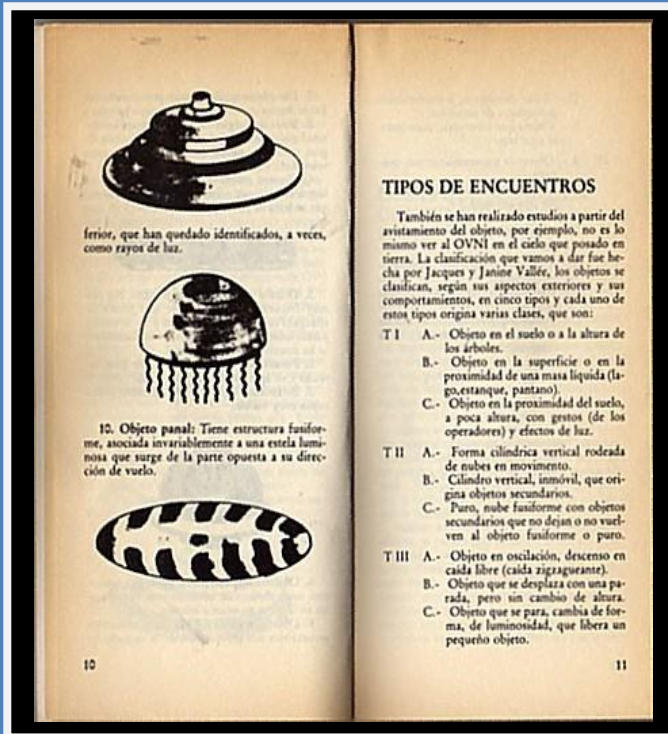 ferior, que han quedado identificados, a veces,
como rayos de luz.
10. Objeto panal: Tiene estructura fusifor-
me, asociada invariablemente a una estela lumi-
nosa que surge de la parte opuesta a su direc-
ción de vuelo.
10
TIPOS DE ENCUENTROS
También se han realizado estudios a partir del
avistamiento del objeto, por ejemplo, no es lo
mismo ver al OVNI en el cielo que posado en
tierra. La clasificación que vamos a dar fue he-
cha por Jacques y Janine Vallée, los objetos se
clasifican, según sus aspectos exteriores y sus
comportamientos, en cinco tipos y cada uno de
estos tipos origina varias clases, que son:
T I A.- Objeto en el suelo o a la altura de
los árboles.
B.- Objeto en la superficie o en la
proximidad de una masa líquida (la-
go,estanque, pantano).
C.- Objeto en la proximidad del suelo,
a poca altura, con gestos (de los
operadores) y efectos de luz.
T II A.- Forma cilíndrica vertical rodeada
de nubes en movimento.
B.- Cilindro vertical, inmóvil, que ori-
gina objetos secundarios.
C.- Puro, nube fusiforme con objetos
secundarios que no dejan o no vuel-
ven al objeto fusiforme o puro.
T III A.- Objeto en oscilación, descenso en
caída libre (caída zigzagueante).
B.- Objeto que se desplaza con una pa-
rada, pero sin cambio de altura.
C.- Objeto que se para, cambia de for-
ma, de luminosidad, que libera un
pequeño objeto.
11